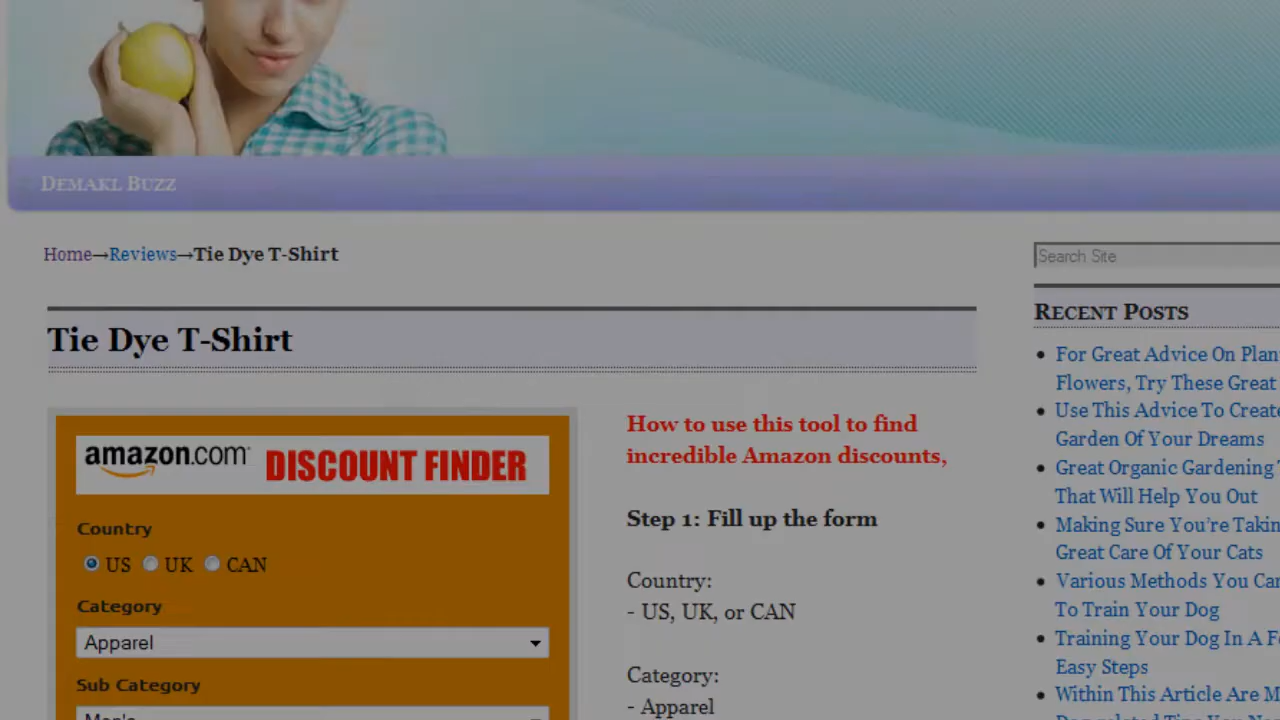 Demakl Buzz
Home→Reviews→Tie Dye T-Shirt
Tie Dye T-Shirt
amazon.com DISCOUNT FINDER
Country
US UK CAN
Category
Apparel
Sub Category
Men's
How to use this tool to find
incredible Amazon discounts,
Step 1: Fill up the form
Country:
- US, UK, or CAN
Category:
- Apparel
Search Site
Recent Posts
For Great Advice On Plan
Flowers, Try These Great
Use This Advice To Create
Garden Of Your Dreams
Great Organic Gardening T
That Will Help You Out
Making Sure You're Takin
Great Care Of Your Cats
Various Methods You Can
To Train Your Dog
Training Your Dog In A F
Easy Steps
Within This Article Are M